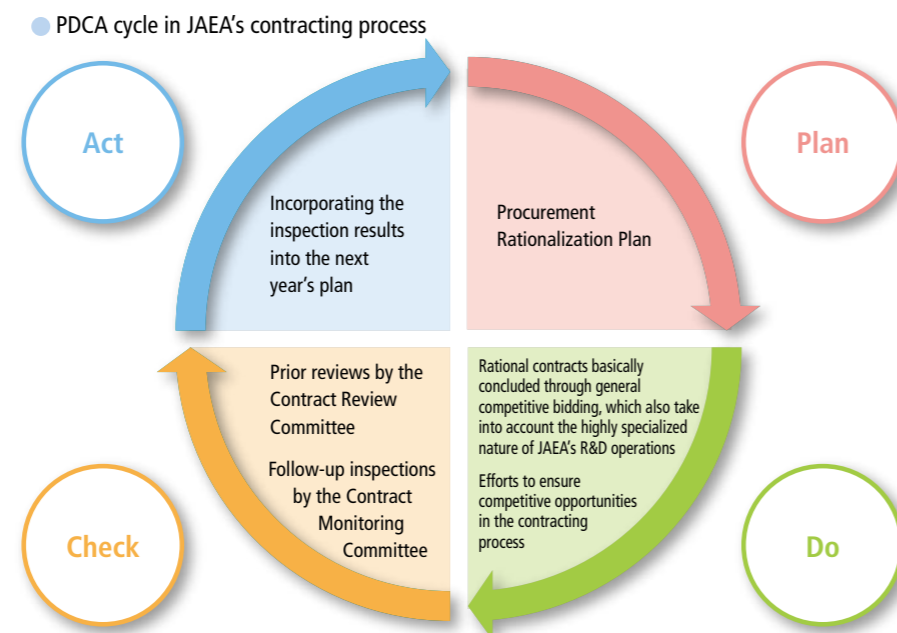 PDCA cycle in JAEA's contracting process
Act
Plan
Incorporating the
inspection results
into the next
year's plan
Procurement
Rationalization Plan
Prior reviews by the
Contract Review
Committee
Follow-up inspections
by the Contract
Monitoring
Committee
Rational contracts basically
concluded through general
competitive bidding, which also take
into account the highly specialized
nature of JAEA's R&D operations
Efforts to ensure
competitive opportunities
in the contracting
process
Check
Do